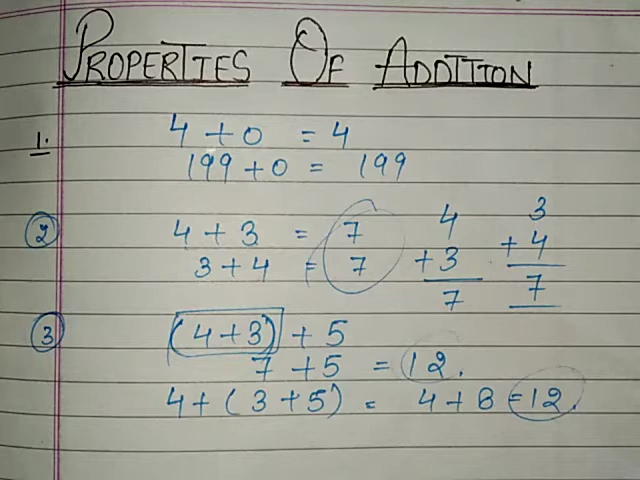 PROPERTIES OF ADDITION
1. 4 + 0 = 4
199 + 0 = 199
2 4 + 3 = 7
3 + 4 = 7
4
+3
7
3
+4
7
3 (4+3) + 5
7 + 5 = 12.
4 + (3 + 5) = 4 + 8 = 12.